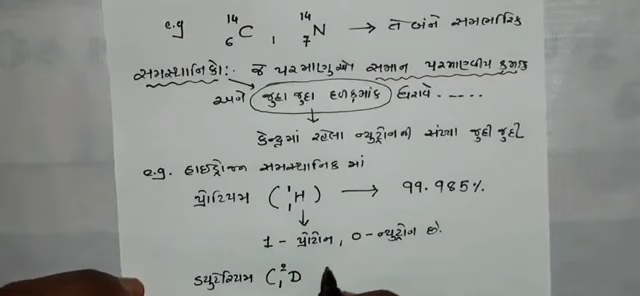 e.g ¹⁴₆C , ¹⁴₇N → તે બંને સમભારિક
સમસ્થાનિકો:- જે પરમાણુઓ સમાન પરમાણ્વીય ક્રમાંક
અને જુદા જુદા દળક્રમાંક ધરાવે -----
કેન્દ્રમાં રહેલા ન્યુટ્રોનની સંખ્યા જુદી જુદી
e.g. હાઇડ્રોજન સમસ્થાનિક માં
પ્રોટિયમ (¹₁H) → 99.985%
1 - પ્રોટોન, 0 - ન્યુટ્રોન છે.
ડ્યુટેરિયમ (²₁D